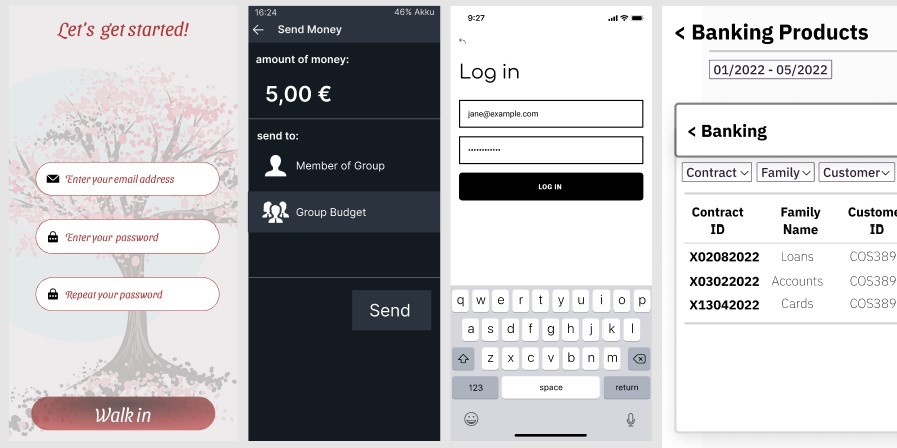 Let's get started!
Enter your email address
Enter your password
Repeat your password
Walk in
16:24 46% Akku
Send Money
amount of money:
5,00 €
send to:
Member of Group
Group Budget
Send
9:27
Log in
jane@example.com
LOG IN
q w e r t y u i o p
a s d f g h j k l
z x c v b n m
123 space return
< Banking Products
01/2022 - 05/2022
< Banking
Contract Family Customer
Contract Family Custome
ID Name ID
X02082022 Loans COS389
X03022022 Accounts COS389
X13042022 Cards COS389